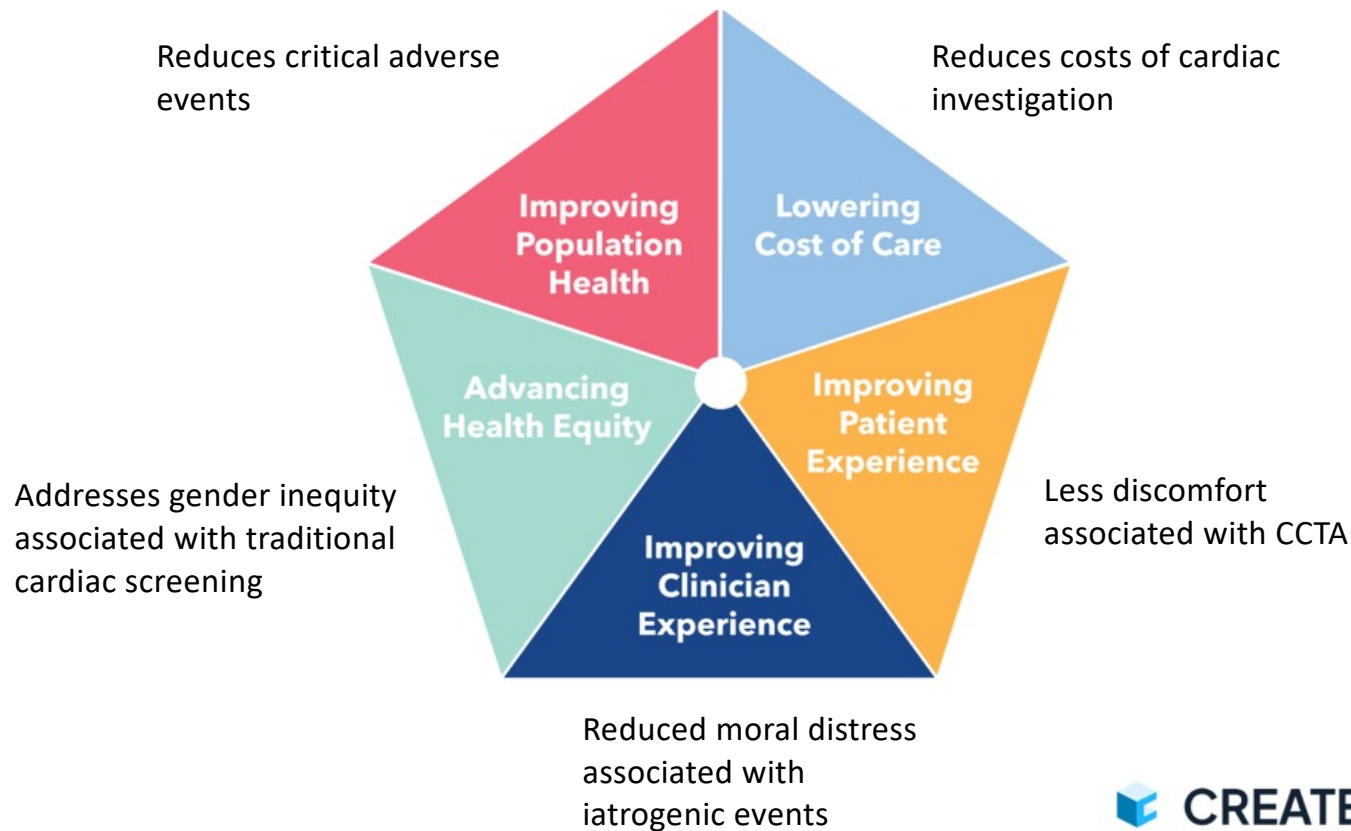 Reduces critical adverse
events
Reduces costs of cardiac
investigation
Improving
Population
Health
Lowering
Cost of Care
Advancing
Health Equity
Improving
Patient
Experience
Addresses gender inequity
associated with traditional
cardiac screening
Less discomfort
associated with CCTA
Improving
Clinician
Experience
Reduced moral distress
associated with
iatrogenic events
CREATE